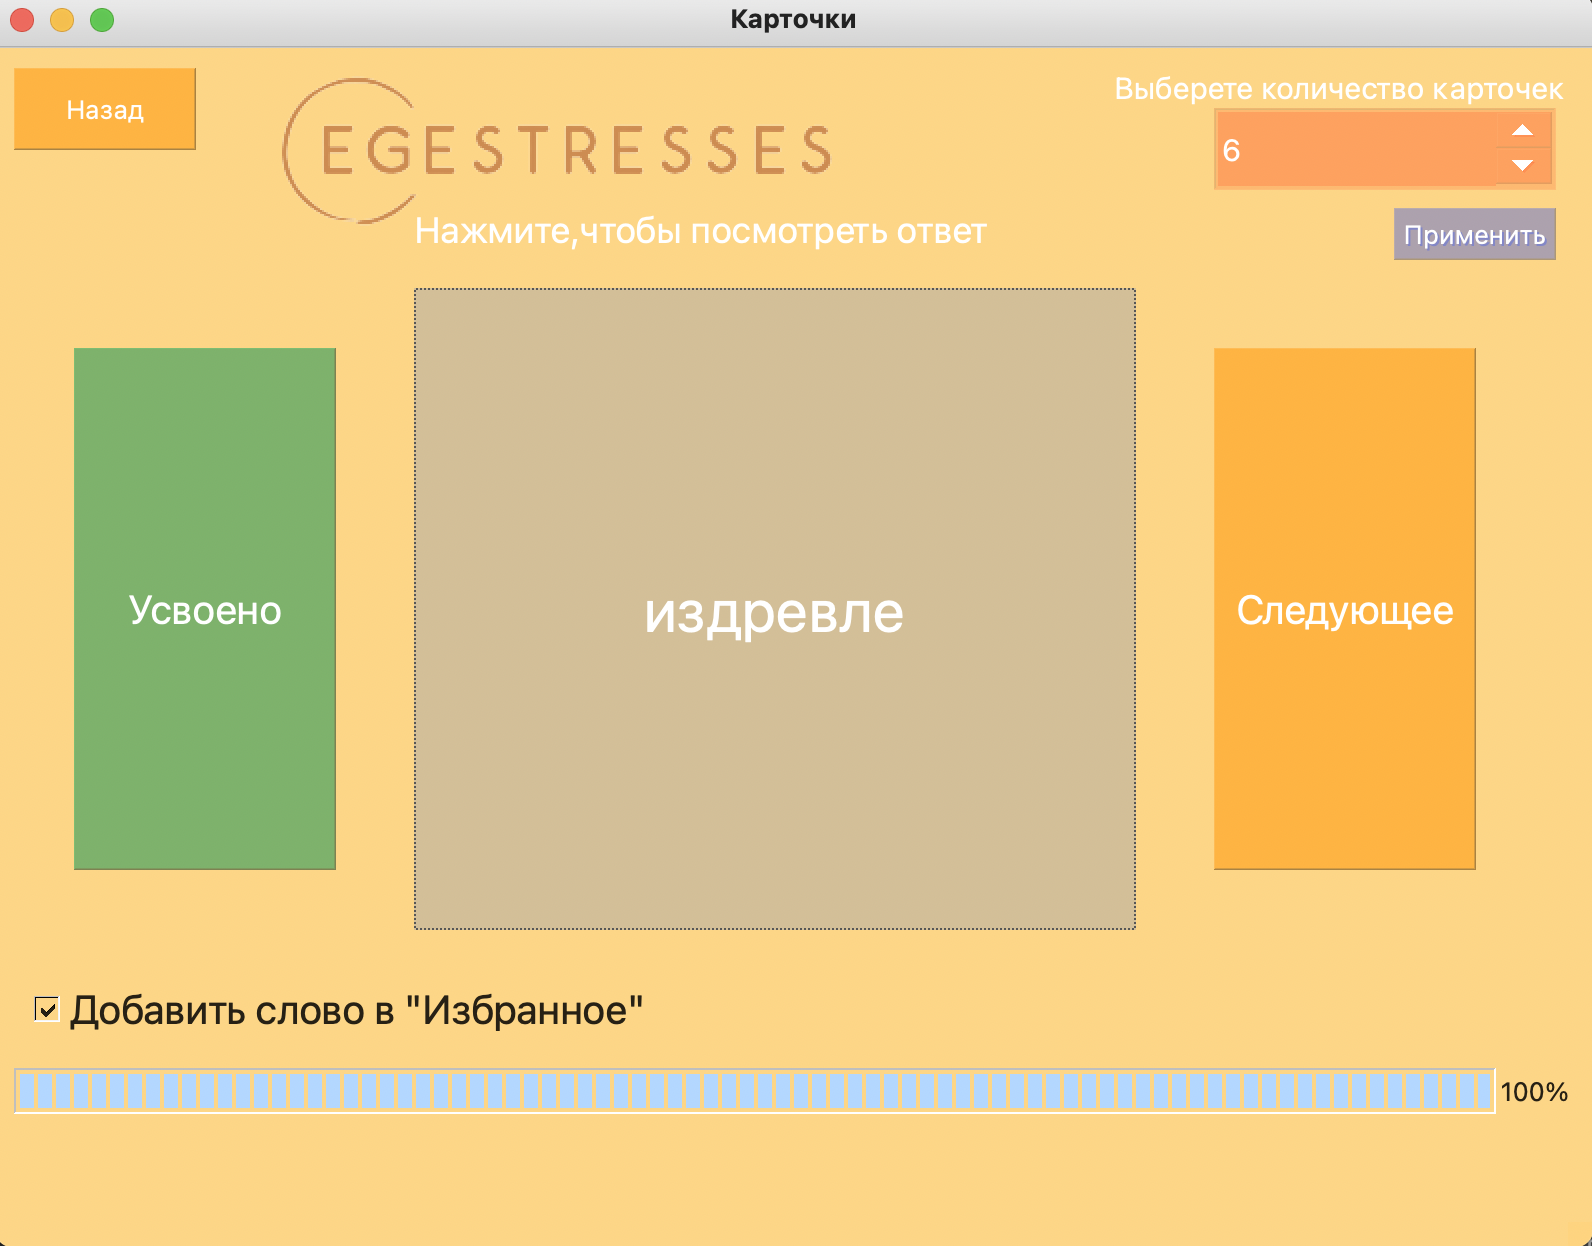 Карточки
Назад
EGESTRESSES
Выберете количество карточек
6
Применить
Нажмите,чтобы посмотреть ответ
Усвоено
издревле
Следующее
Добавить слово в "Избранное"
100%